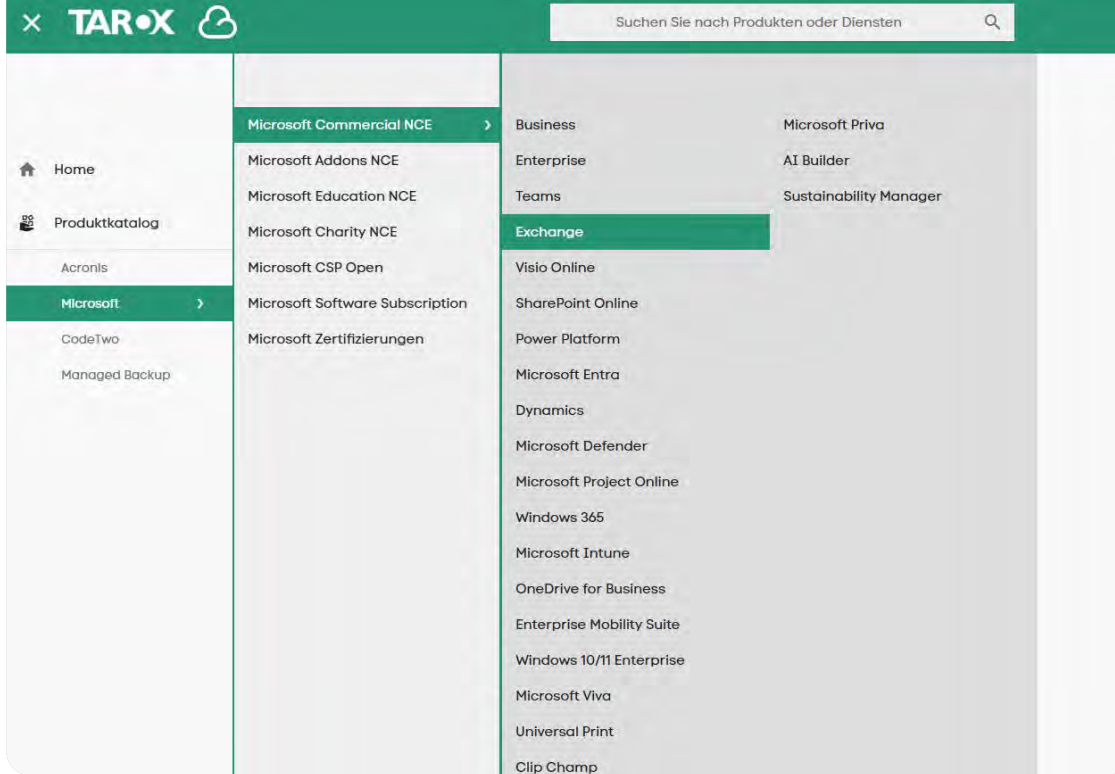 TAROX
Suchen Sie nach Produkten oder Diensten
Home
Produktkatalog
Acronis
Microsoft
CodeTwo
Managed Backup
Microsoft Commercial NCE
Microsoft Addons NCE
Microsoft Education NCE
Microsoft Charity NCE
Microsoft CSP Open
Microsoft Software Subscription
Microsoft Zertifizierungen
Business
Enterprise
Teams
Exchange
Visio Online
SharePoint Online
Power Platform
Microsoft Entra
Dynamics
Microsoft Defender
Microsoft Project Online
Windows 365
Microsoft Intune
OneDrive for Business
Enterprise Mobility Suite
Windows 10/11 Enterprise
Microsoft Viva
Universal Print
Clip Champ
Microsoft Priva
AI Builder
Sustainability Manager